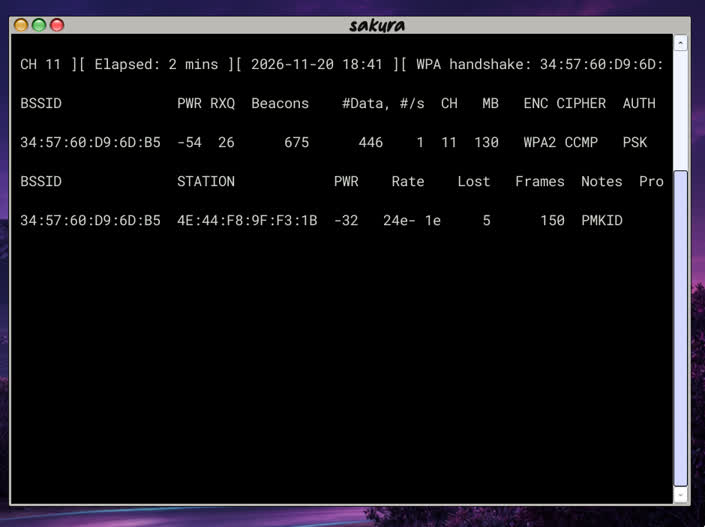 sakura
CH 11 ][ Elapsed: 2 mins ][ 2026-11-20 18:41 ][ WPA handshake: 34:57:60:D9:6D:
BSSID PWR RXQ Beacons #Data, #/s CH MB ENC CIPHER AUTH
34:57:60:D9:6D:B5 -54 26 675 446 1 11 130 WPA2 CCMP PSK
BSSID STATION PWR Rate Lost Frames Notes Pro
34:57:60:D9:6D:B5 4E:44:F8:9F:F3:1B -32 24e- 1e 5 150 PMKID